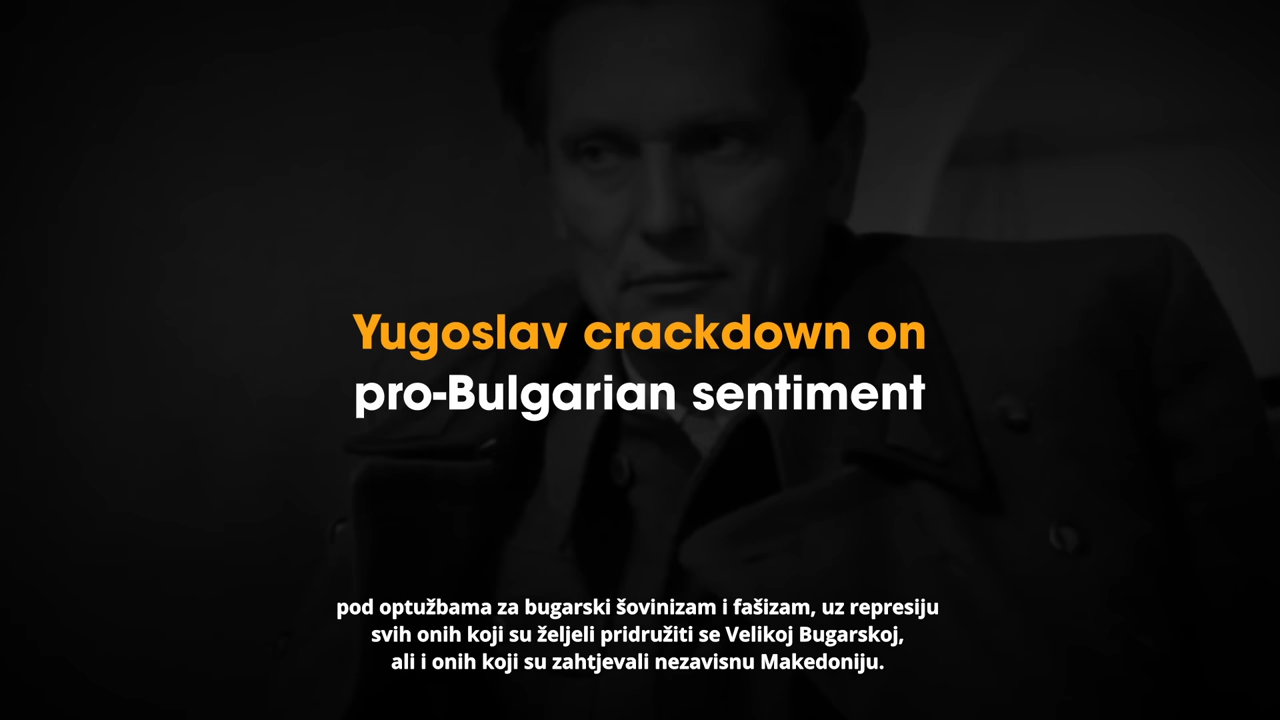 Yugoslav crackdown on
pro-Bulgarian sentiment
pod optužbama za bugarski šovinizam i fašizam, uz represiju
svih onih koji su željeli pridružiti se Velikoj Bugarskoj,
ali i onih koji su zahtjevali nezavisnu Makedoniju.